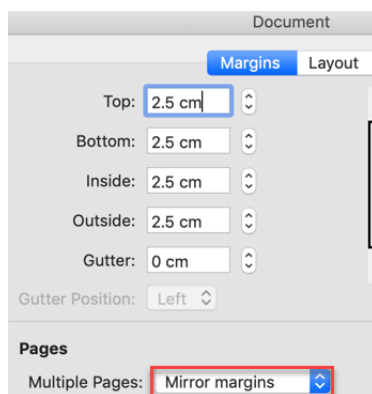 Document
Margins Layout
Top: 2.5 cm
Bottom: 2.5 cm
Inside: 2.5 cm
Outside: 2.5 cm
Gutter: 0 cm
Gutter Position: Left
Pages
Multiple Pages: Mirror margins